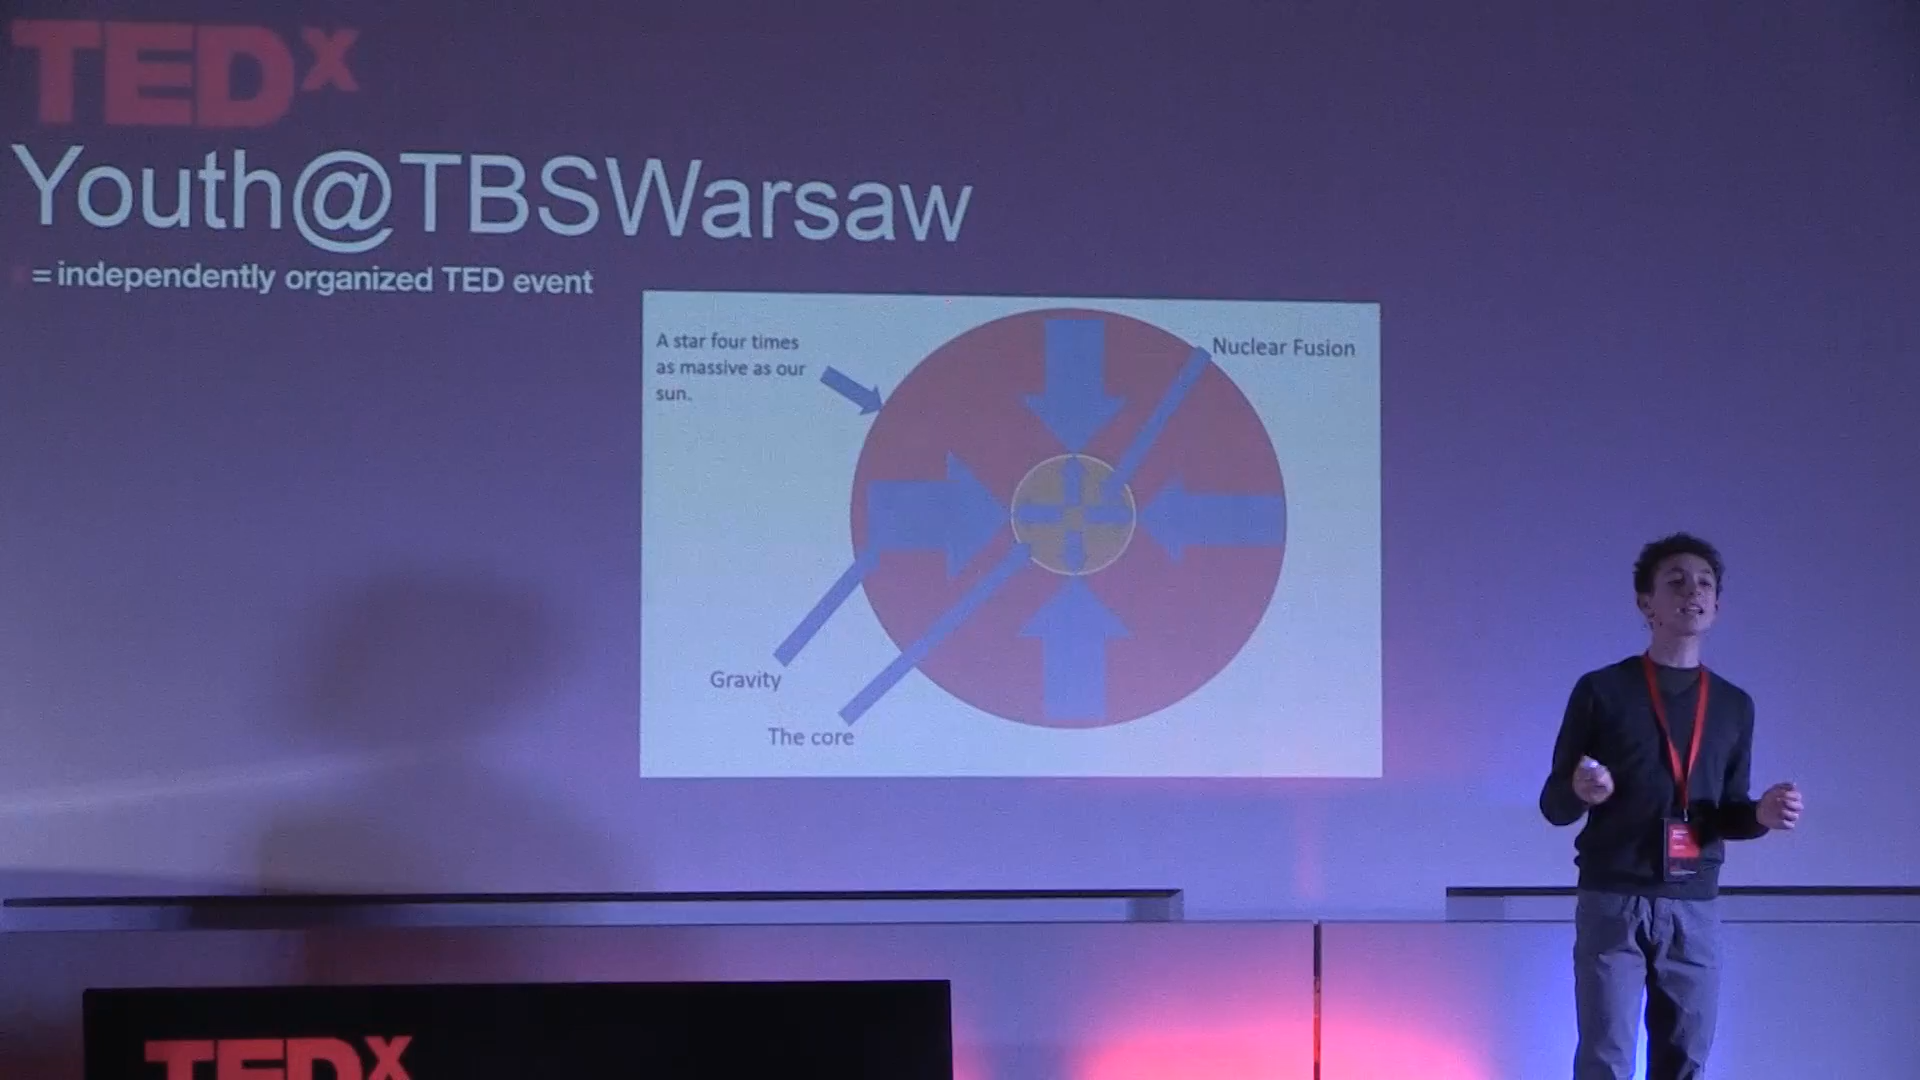 TEDx
Youth@TBSWarsaw
= independently organized TED event
A star four times
as massive as our
sun.
Nuclear Fusion
Gravity
The core
TEDx